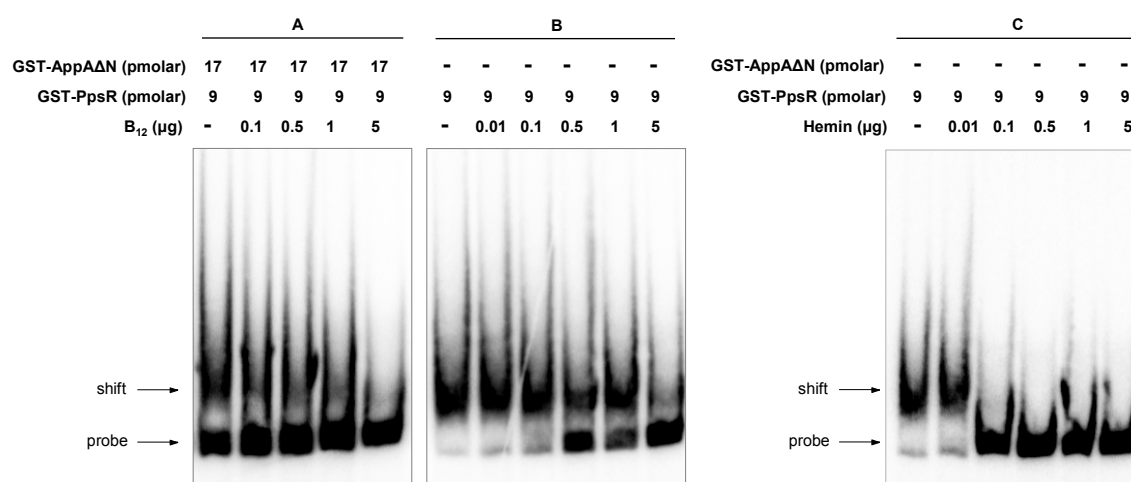 A B C
GST-AppAΔN (pmolar) 17 17 17 17 17 - - - - - - GST-AppAΔN (pmolar) - - - - - -
GST-PpsR (pmolar) 9 9 9 9 9 9 9 9 9 9 9 GST-PpsR (pmolar) 9 9 9 9 9 9
B₁₂ (μg) - 0.1 0.5 1 5 - 0.01 0.1 0.5 1 5 Hemin (μg) - 0.01 0.1 0.5 1 5
shift shift
probe probe